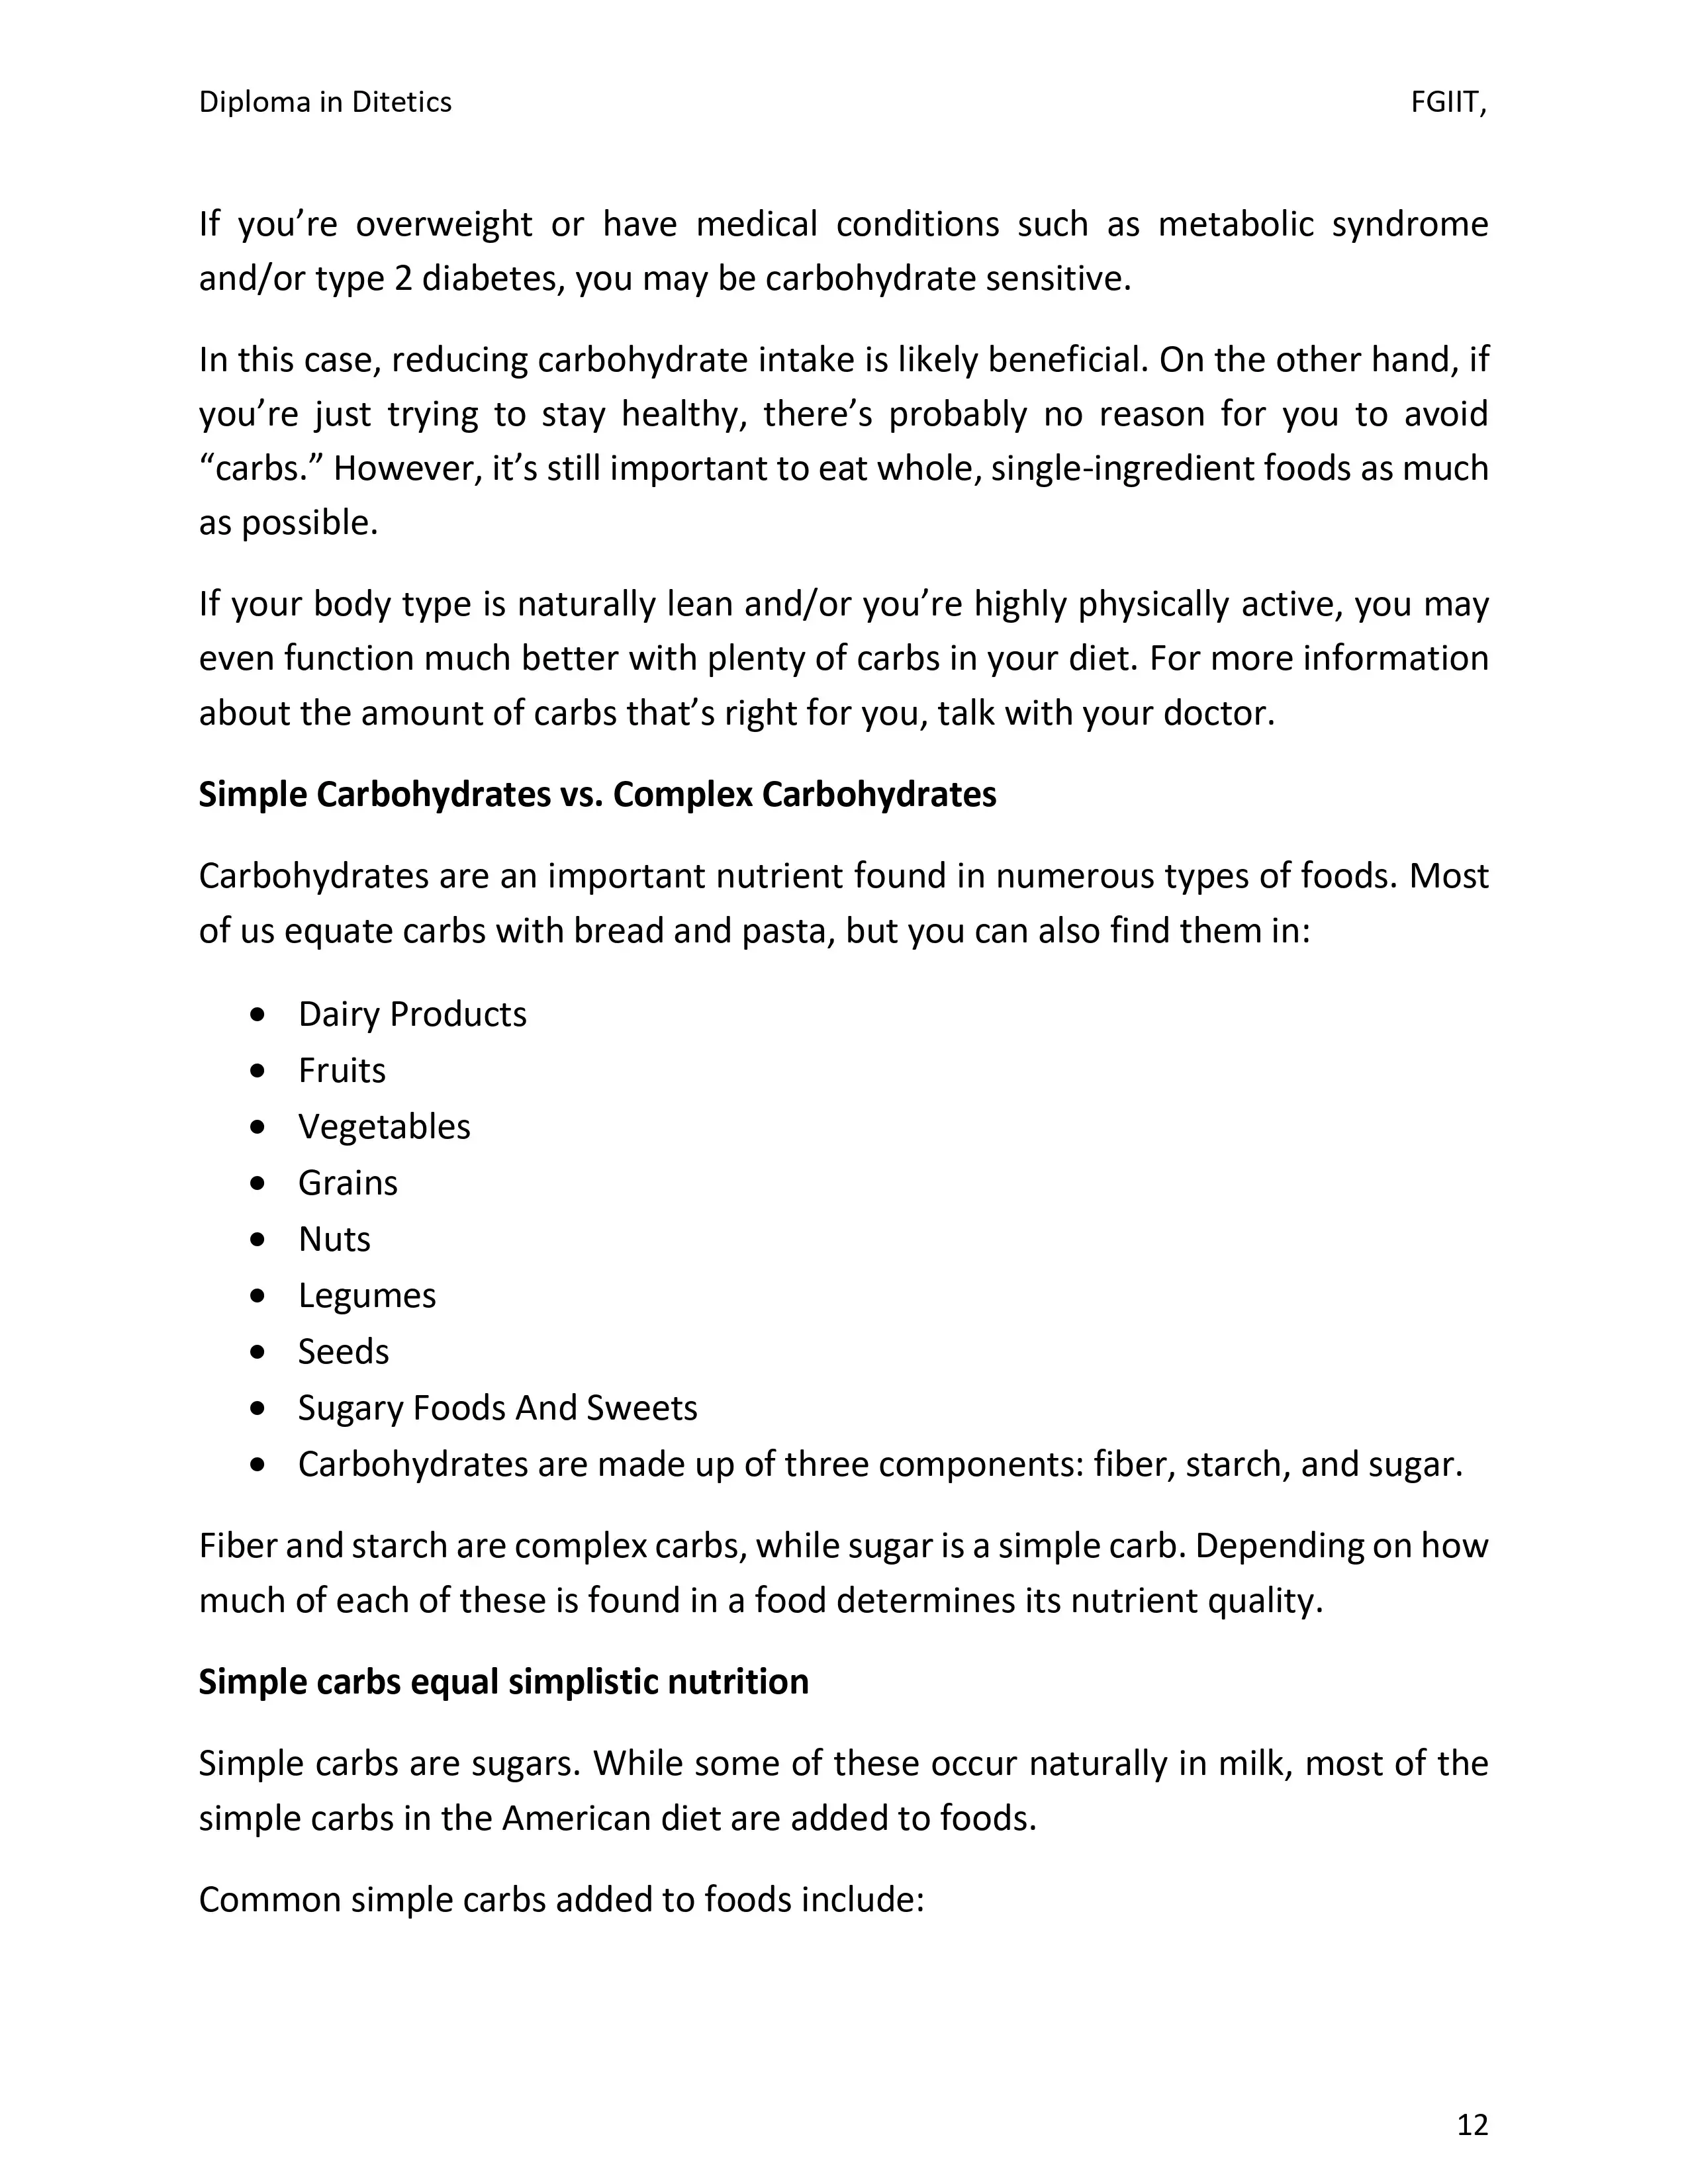 Diploma in Ditetics FGIIT,
If you’re overweight or have medical conditions such as metabolic syndrome
and/or type 2 diabetes, you may be carbohydrate sensitive.
In this case, reducing carbohydrate intake is likely beneficial. On the other hand, if
you’re just trying to stay healthy, there’s probably no reason for you to avoid
“carbs.” However, it’s still important to eat whole, single-ingredient foods as much
as possible.
If your body type is naturally lean and/or you’re highly physically active, you may
even function much better with plenty of carbs in your diet. For more information
about the amount of carbs that’s right for you, talk with your doctor.
Simple Carbohydrates vs. Complex Carbohydrates
Carbohydrates are an important nutrient found in numerous types of foods. Most
of us equate carbs with bread and pasta, but you can also find them in:
• Dairy Products
• Fruits
• Vegetables
• Grains
• Nuts
• Legumes
• Seeds
• Sugary Foods And Sweets
• Carbohydrates are made up of three components: fiber, starch, and sugar.
Fiber and starch are complex carbs, while sugar is a simple carb. Depending on how
much of each of these is found in a food determines its nutrient quality.
Simple carbs equal simplistic nutrition
Simple carbs are sugars. While some of these occur naturally in milk, most of the
simple carbs in the American diet are added to foods.
Common simple carbs added to foods include:
12